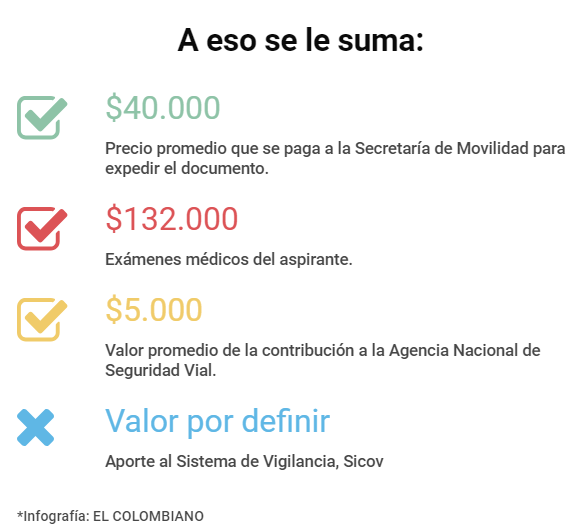 A eso se le suma:
$40.000
Precio promedio que se paga a la Secretaría de Movilidad para
expedir el documento.
$132.000
Exámenes médicos del aspirante.
$5.000
Valor promedio de la contribución a la Agencia Nacional de
Seguridad Vial.
Valor por definir
Aporte al Sistema de Vigilancia, Sicov
*Infografía: EL COLOMBIANO